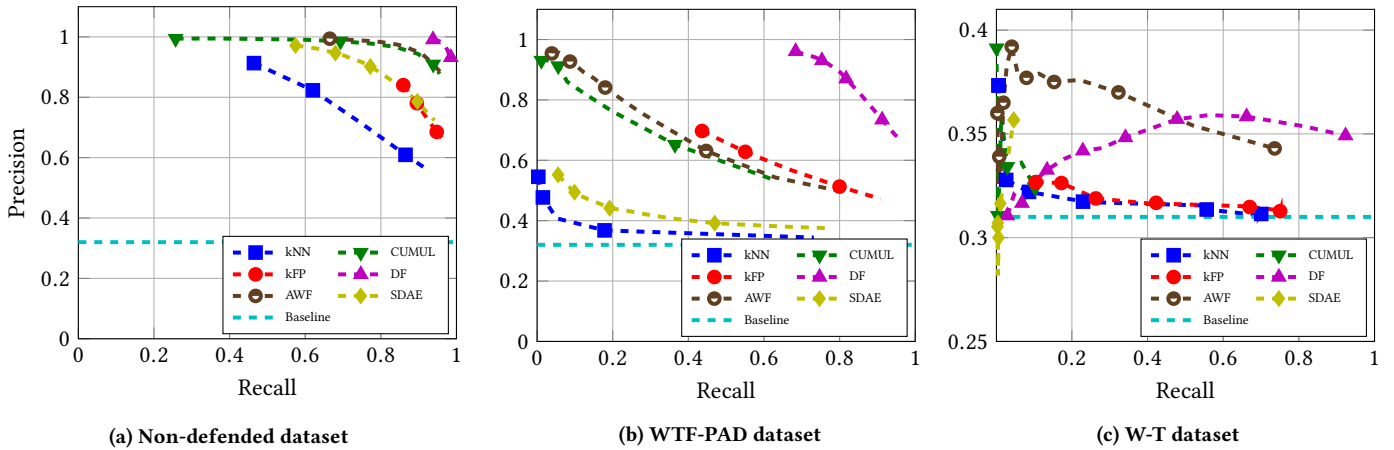 Precision
1
0.8
0.6
0.4
0.2
0
0 0.2 0.4 0.6 0.8 1
Recall
kNN CUMUL
kFP DF
AWF SDAE
Baseline
(a) Non-defended dataset
1
0.8
0.6
0.4
0.2
0
0 0.2 0.4 0.6 0.8 1
Recall
kNN CUMUL
kFP DF
AWF SDAE
Baseline
(b) WTF-PAD dataset
0.4
0.35
0.3
0.25
0.2 0.4 0.6 0.8 1
Recall
kNN CUMUL
kFP DF
AWF SDAE
Baseline
(c) W-T dataset